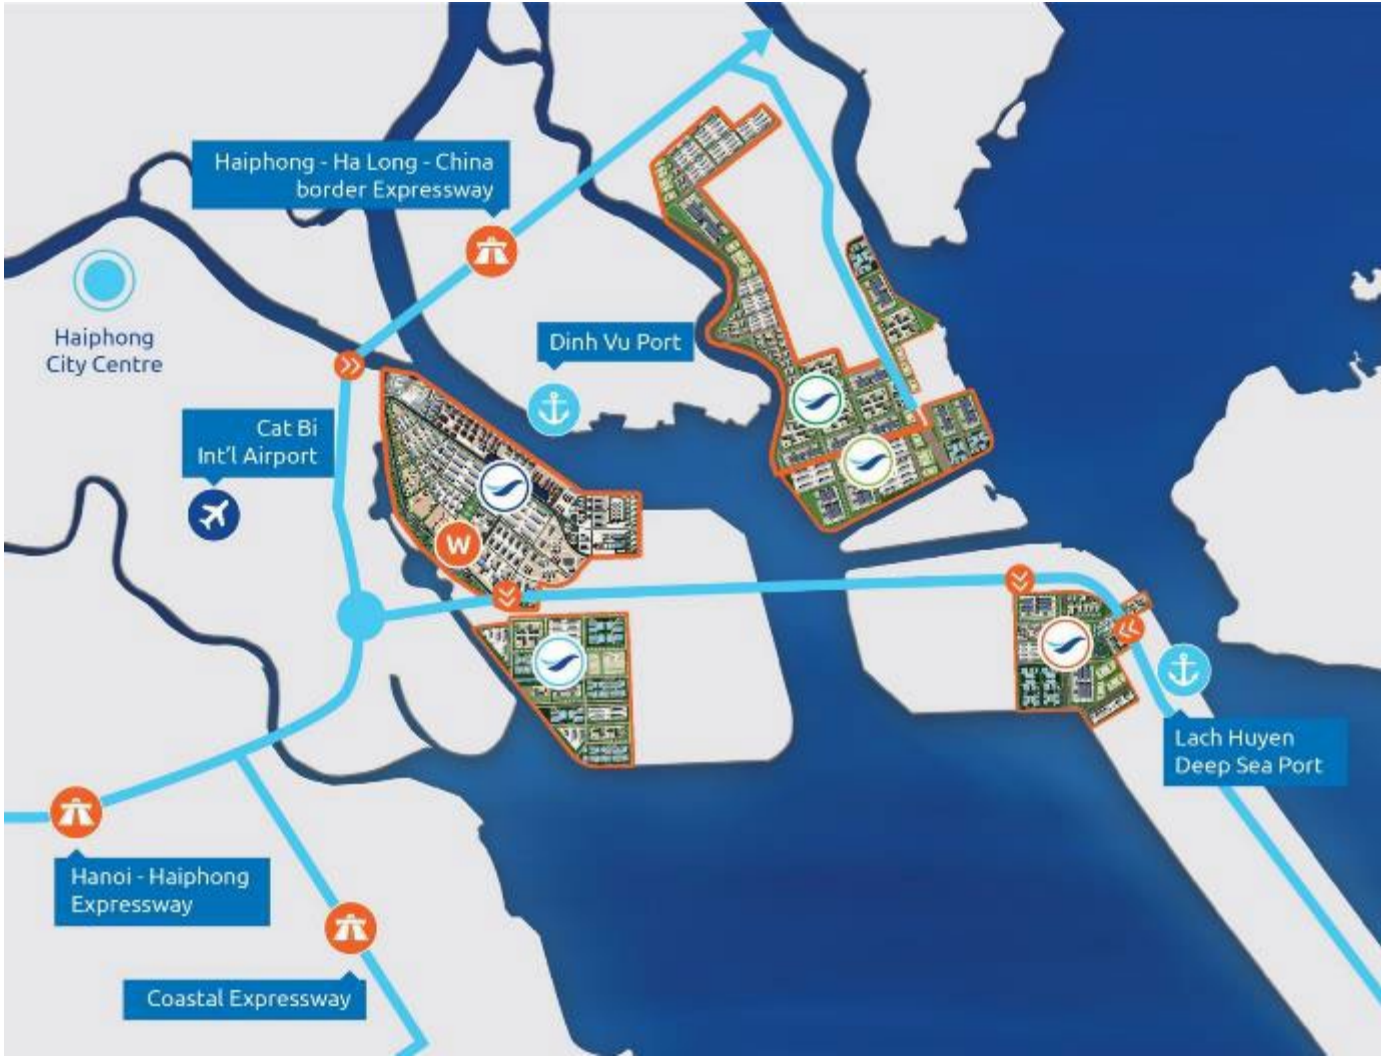 Haiphong - Ha Long - China
border Expressway
Haiphong
City Centre
Dinh Vu Port
Cat Bi
Int'l Airport
W
Lach Huyen
Deep Sea Port
Hanoi - Haiphong
Expressway
Coastal Expressway